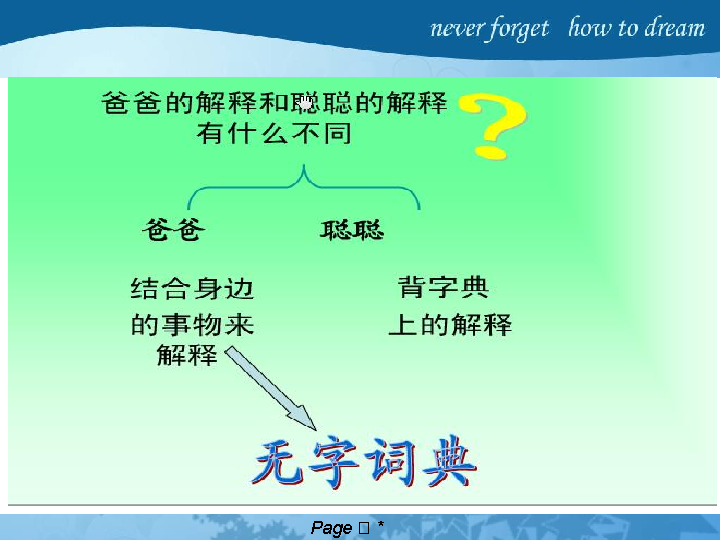 never forget how to dream
爸爸的解释和聪聪的解释
有什么不同
?
爸爸 聪聪
结合身边
的事物来
解释
背字典
上的解释
无字词典
Page □ *